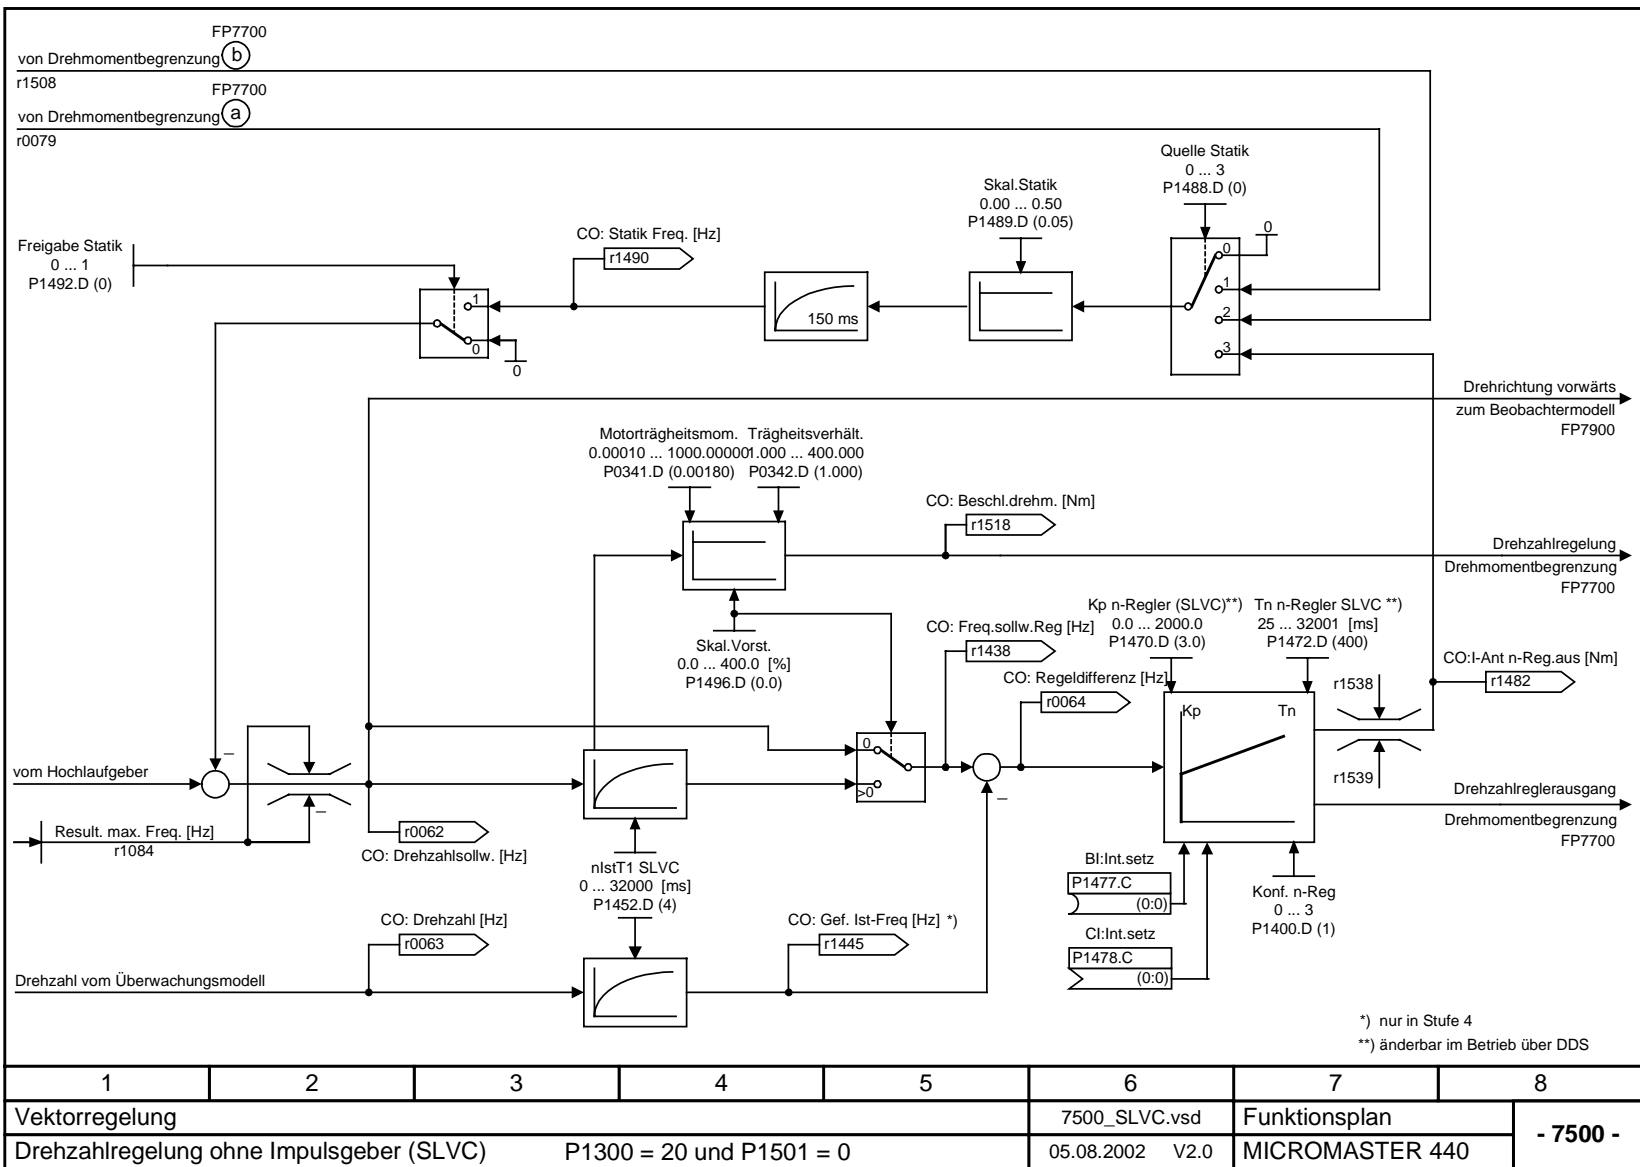 FP7700
von Drehmomentbegrenzung b
r1508
FP7700
von Drehmomentbegrenzung a
r0079
Quelle Statik
0 ... 3
P1488.D (0)
Skal.Statik
0.00 ... 0.50
P1489.D (0.05)
CO: Statik Freq. [Hz]
r1490
Freigabe Statik
0 ... 1
P1492.D (0)
1
0
0
150 ms
0
0
1
2
3
Drehrichtung vorwärts
zum Beobachtermodell
FP7900
Motorträgheitsmom.
0.00010 ... 1000.00000
P0341.D (0.00180)
Trägheitsverhält.
1.000 ... 400.000
P0342.D (1.000)
CO: Beschl.drehm. [Nm]
r1518
Drehzahlregelung
Drehmomentbegrenzung
FP7700
Skal.Vorst.
0.0 ... 400.0 [%]
P1496.D (0.0)
CO: Freq.sollw.Reg [Hz]
r1438
Kp n-Regler (SLVC)**)
0.0 ... 2000.0
P1470.D (3.0)
Tn n-Regler SLVC **)
25 ... 32001 [ms]
P1472.D (400)
CO: Regeldifferenz [Hz]
r0064
CO:I-Ant n-Reg.aus [Nm]
r1482
r1538
r1539
Kp
Tn
vom Hochlaufgeber
–
–
0
>0
–
Result. max. Freq. [Hz]
r1084
r0062
CO: Drehzahlsollw. [Hz]
Drehzahlreglerausgang
Drehmomentbegrenzung
FP7700
nIstT1 SLVC
0 ... 32000 [ms]
P1452.D (4)
BI:Int.setz
P1477.C
(0:0)
CI:Int.setz
P1478.C
(0:0)
Konf. n-Reg
0 ... 3
P1400.D (1)
CO: Drehzahl [Hz]
r0063
CO: Gef. Ist-Freq [Hz] *)
r1445
Drehzahl vom Überwachungsmodell
*) nur in Stufe 4
**) änderbar im Betrieb über DDS
1 2 3 4 5 6 7 8
Vektorregelung
7500_SLVC.vsd
Funktionsplan
- 7500 -
Drehzahlregelung ohne Impulsgeber (SLVC)
P1300 = 20 und P1501 = 0
05.08.2002 V2.0
MICROMASTER 440